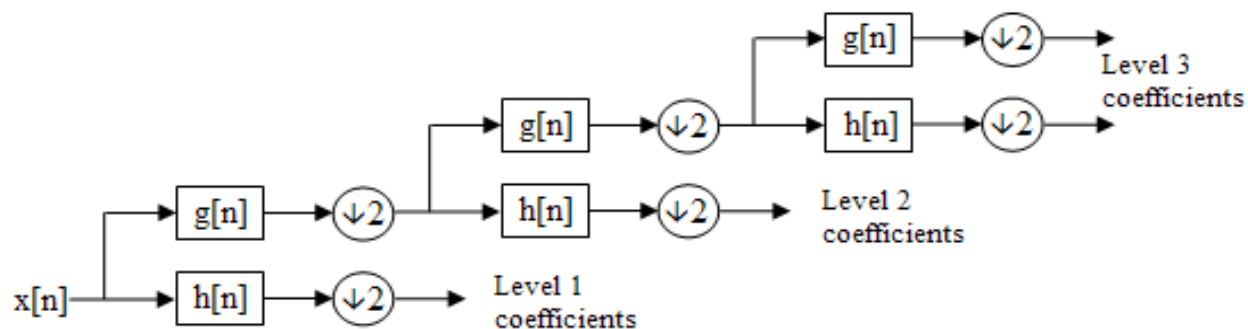 g[n]
↓2
Level 3
coefficients
g[n]
↓2
h[n]
↓2
g[n]
↓2
h[n]
↓2
Level 2
coefficients
x[n]
h[n]
↓2
Level 1
coefficients